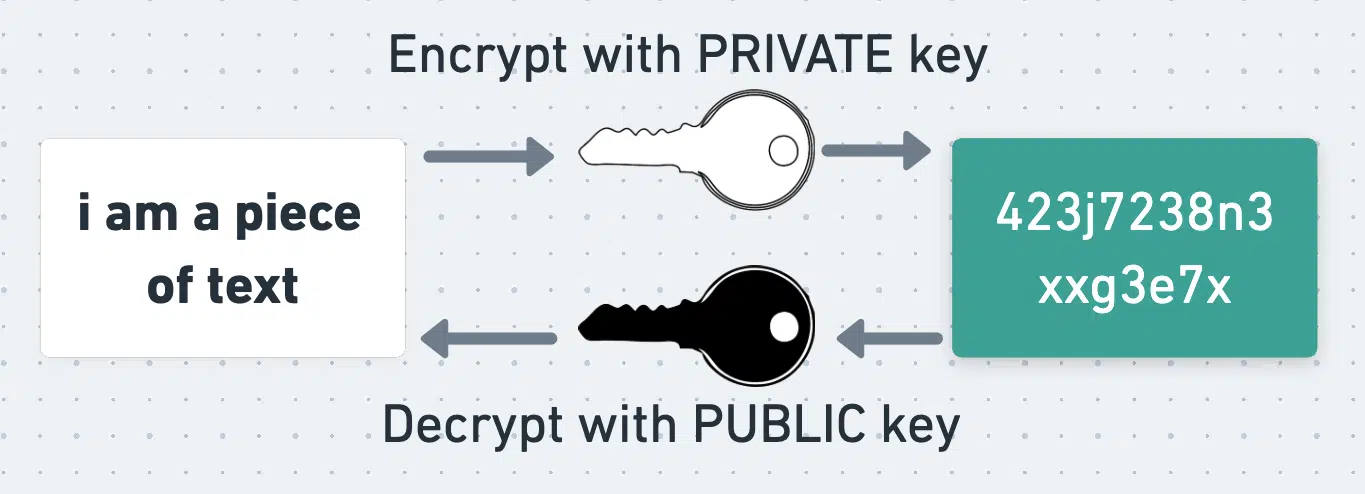 Encrypt with PRIVATE key
i am a piece
of text
423j7238n3
xxg3e7x
Decrypt with PUBLIC key